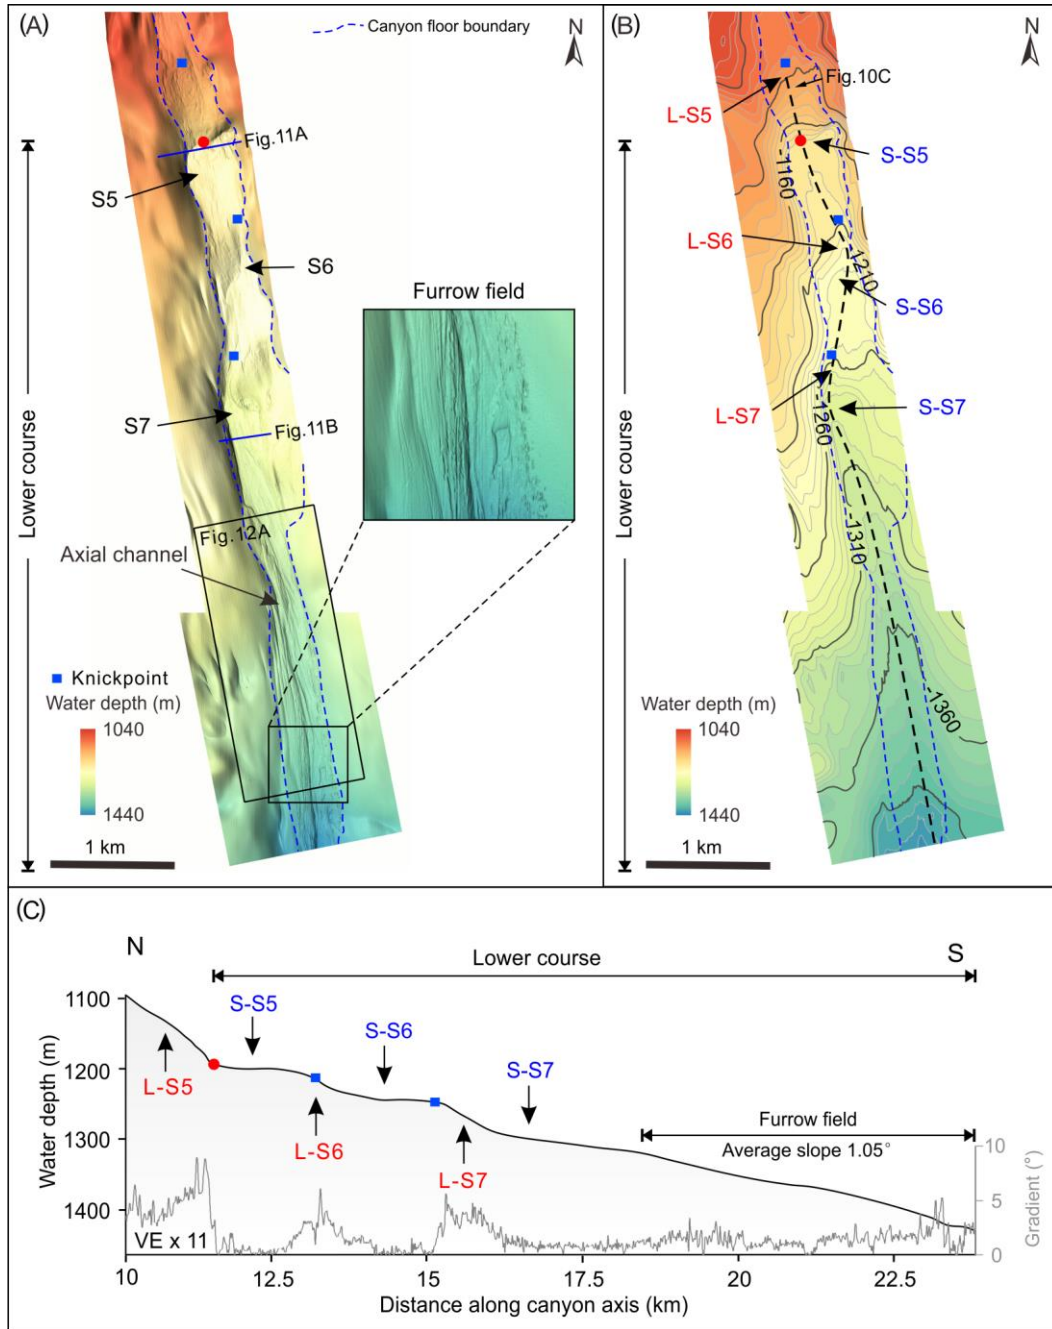 (A)
Canyon floor boundary
N
Fig.11A
S5
S6
Furrow field
S7
Fig.11B
Lower course
Fig.12A
Axial channel
Knickpoint
Water depth (m)
1040
1440
1 km
(B)
N
Fig.10C
L-S5
S-S5
-1160
L-S6
-1210
S-S6
L-S7
S-S7
-1260
Lower course
-1310
-1360
Water depth (m)
1040
1440
1 km
(C)
N
S
Lower course
S-S5
S-S6
S-S7
L-S5
L-S6
L-S7
Furrow field
Average slope 1.05°
Water depth (m)
1100
1200
1300
1400
10
5
0
Gradient (°)
VE x 11
10
12.5
15
17.5
20
22.5
Distance along canyon axis (km)